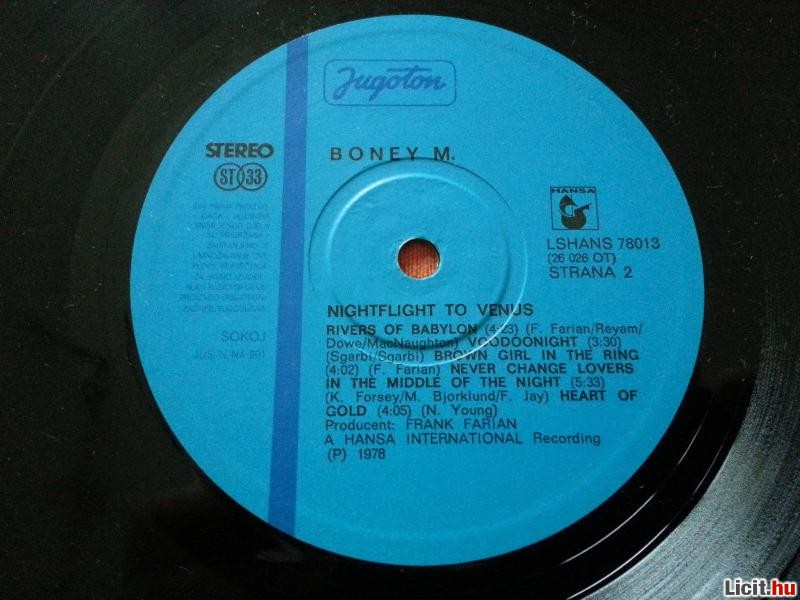 Jugoton
STEREO
ST 33
BONEY M.
HANSA
LSHANS 78013
(26 026 OT)
STRANA 2
SOKOJ
JUS N. NA 201
NIGHTFLIGHT TO VENUS
RIVERS OF BABYLON (4:23) (F. Farian/Reyam/
Dowe/MacNaughton) VOODOONIGHT (3:30)
(Sgarbi/Sgarbi) BROWN GIRL IN THE RING
(4:02) (F. Farian) NEVER CHANGE LOVERS
IN THE MIDDLE OF THE NIGHT (5:33)
(K. Forsey/M. Bjorklund/F. Jay) HEART OF
GOLD (4:05) (N. Young)
Producent: FRANK FARIAN
A HANSA INTERNATIONAL Recording
(P) 1978
Licit.hu